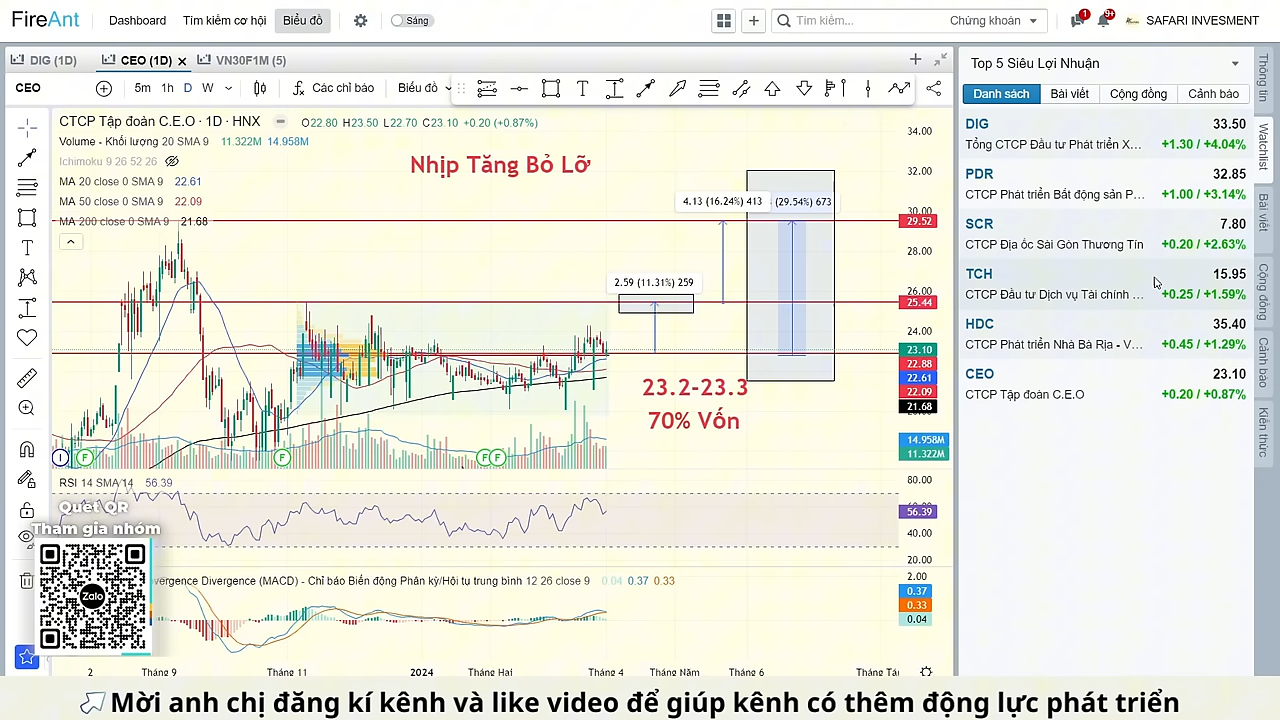 FireAnt Dashboard Tìm kiếm cơ hội Biểu đồ Sáng Tìm kiếm... Chứng khoán 1 9+ SAFARI INVESMENT
DIG (1D) CEO (1D) VN30F1M (5)
CEO 5m 1h D W Các chỉ báo Biểu đồ
CTCP Tập đoàn C.E.O · 1D · HNX O22.80 H23.50 L22.70 C23.10 +0.20 (+0.87%)
Volume - Khối lượng 20 SMA 9 11.322M 14.958M
Ichimoku 9 26 52 26
MA 20 close 0 SMA 9 22.61
MA 50 close 0 SMA 9 22.09
MA 200 close 0 SMA 9 21.68
Nhịp Tăng Bỏ Lỡ
4.13 (16.24%) 413
(29.54%) 673
2.59 (11.31%) 259
23.2-23.3
70% Vốn
34.00
32.00
30.00
29.52
28.00
26.00
25.44
24.00
23.10
22.88
22.61
22.09
21.68
14.958M
11.322M
I F F F F
RSI 14 SMA 14 56.39
80.00
56.39
40.00
20.00
Quét QR
Tham gia nhóm
Zalo
vergence Divergence (MACD) - Chỉ báo Biến động Phân kỳ/Hội tụ trung bình 12 26 close 9 0.04 0.37 0.33
2.00
0.37
0.33
0.04
2 Tháng 9 Tháng 11 2024 Tháng Hai Tháng 4 Tháng Năm Tháng 6
Top 5 Siêu Lợi Nhuận
Danh sách Bài viết Cộng đồng Cảnh báo
DIG 33.50
Tổng CTCP Đầu tư Phát triển X... +1.30 / +4.04%
PDR 32.85
CTCP Phát triển Bất động sản P... +1.00 / +3.14%
SCR 7.80
CTCP Địa ốc Sài Gòn Thương Tín +0.20 / +2.63%
TCH 15.95
CTCP Đầu tư Dịch vụ Tài chính ... +0.25 / +1.59%
HDC 35.40
CTCP Phát triển Nhà Bà Rịa - V... +0.45 / +1.29%
CEO 23.10
CTCP Tập đoàn C.E.O +0.20 / +0.87%
Thông tin
Watchlist
Bài viết
Cộng đồng
Cảnh báo
Kiến thức
Mời anh chị đăng kí kênh và like video để giúp kênh có thêm động lực phát triển